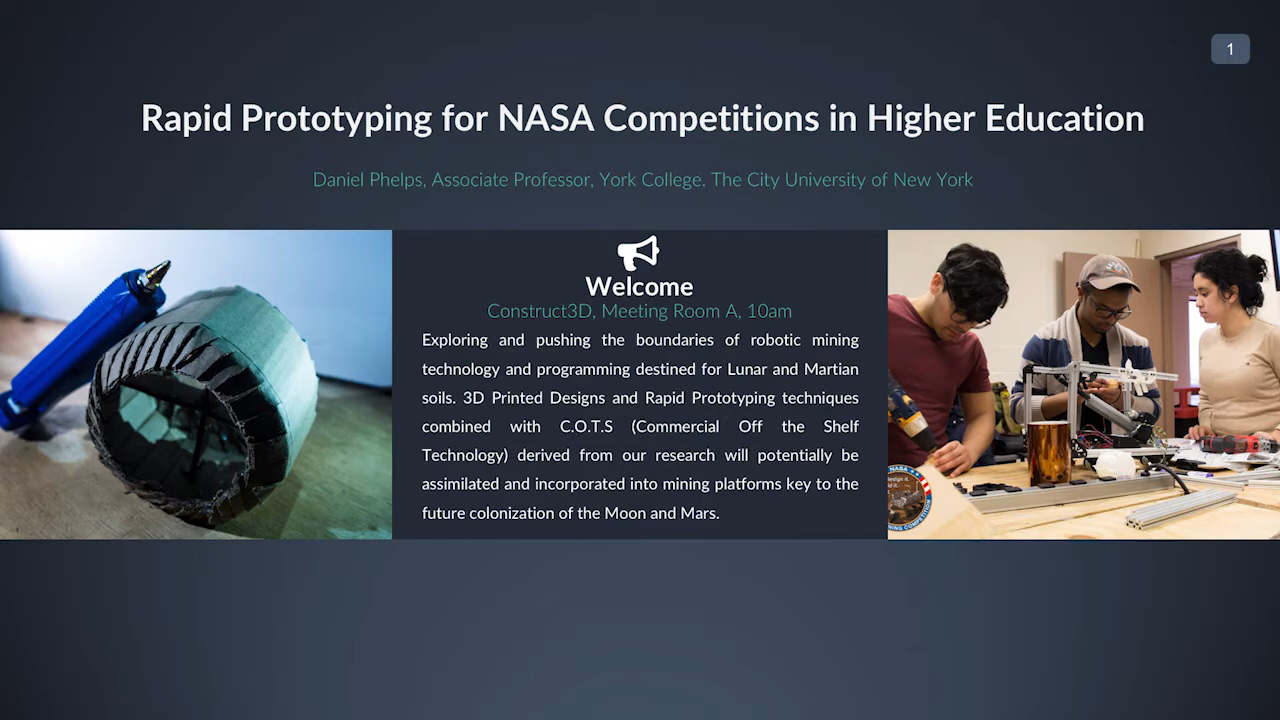 1
Rapid Prototyping for NASA Competitions in Higher Education
Daniel Phelps, Associate Professor, York College. The City University of New York
Welcome
Construct3D, Meeting Room A, 10am
Exploring and pushing the boundaries of robotic mining
technology and programming destined for Lunar and Martian
soils. 3D Printed Designs and Rapid Prototyping techniques
combined with C.O.T.S (Commercial Off the Shelf
Technology) derived from our research will potentially be
assimilated and incorporated into mining platforms key to the
future colonization of the Moon and Mars.
NASA
design it.
COMPETITION